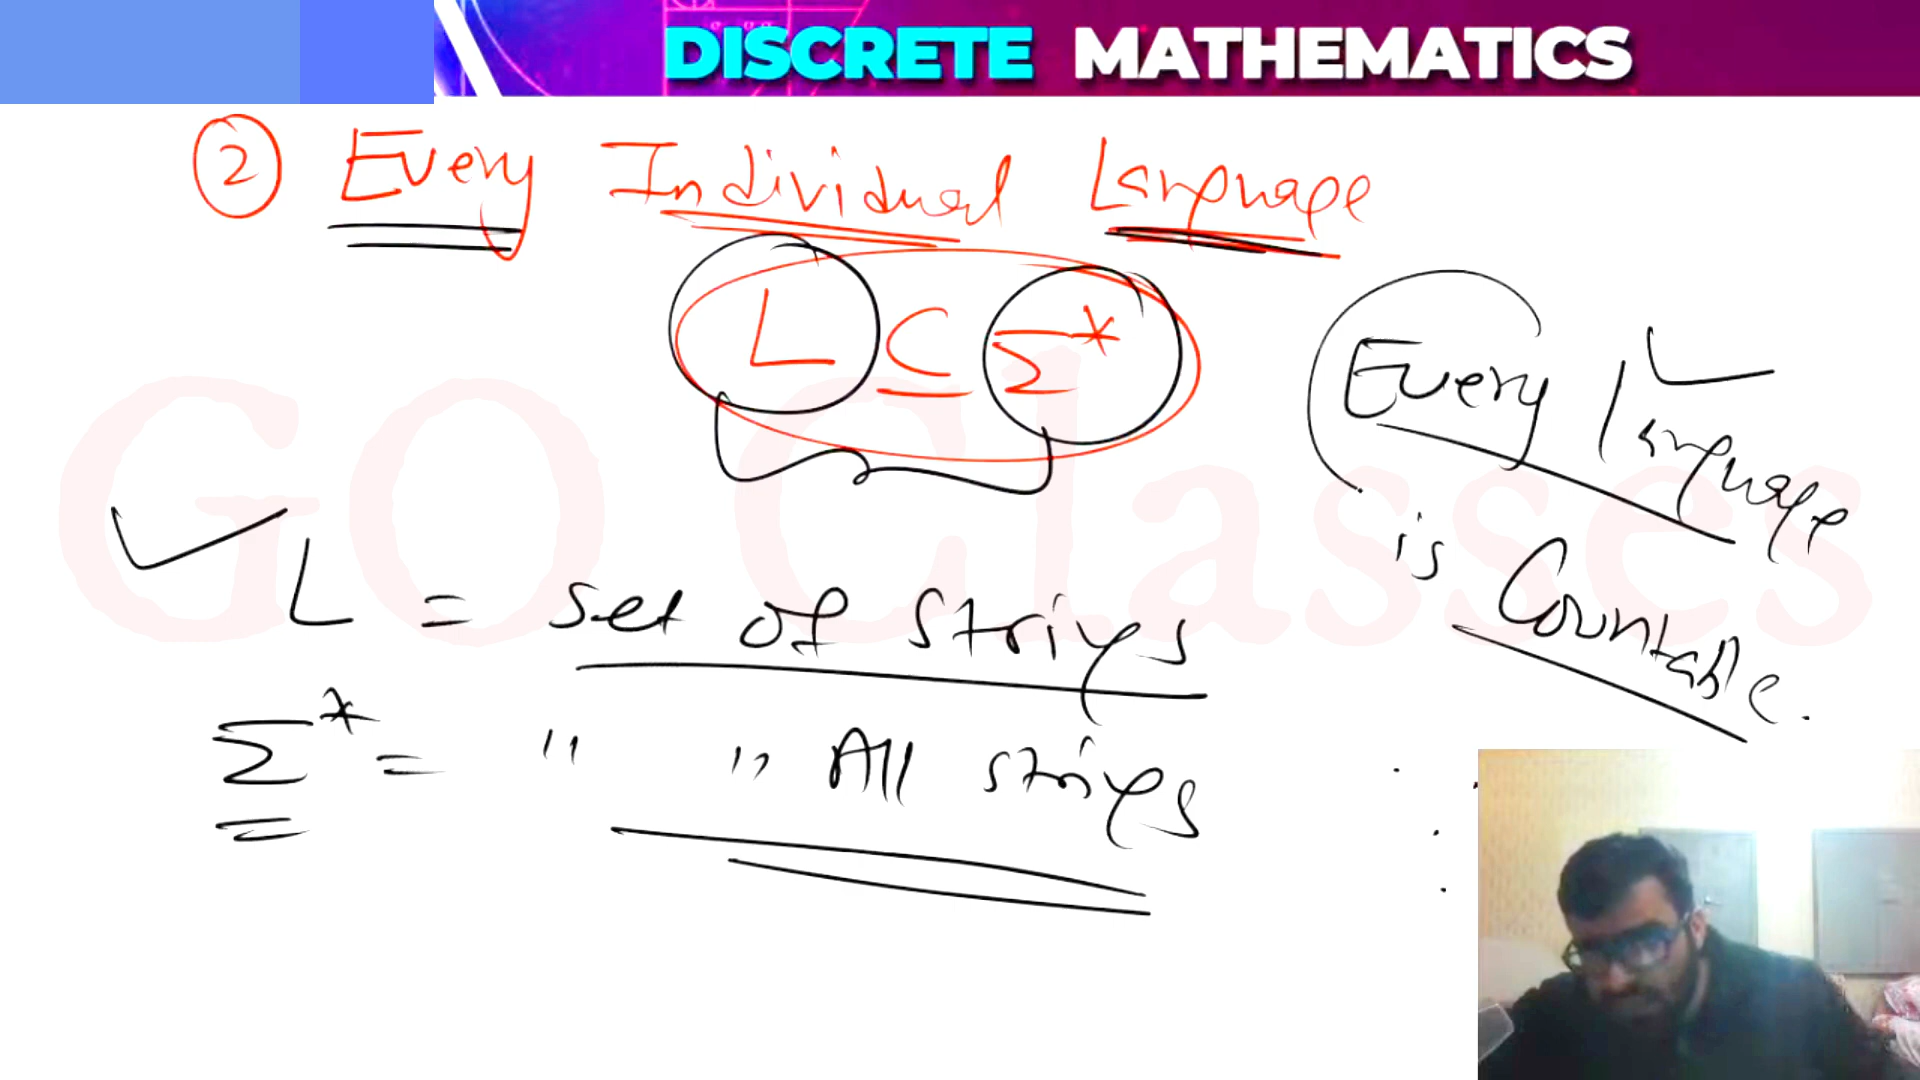 DISCRETE MATHEMATICS
② Every Individual Language
L ⊆ Σ*
Every Language
is Countable.
L = set of strings
Σ* = " " All strings
GO Classes